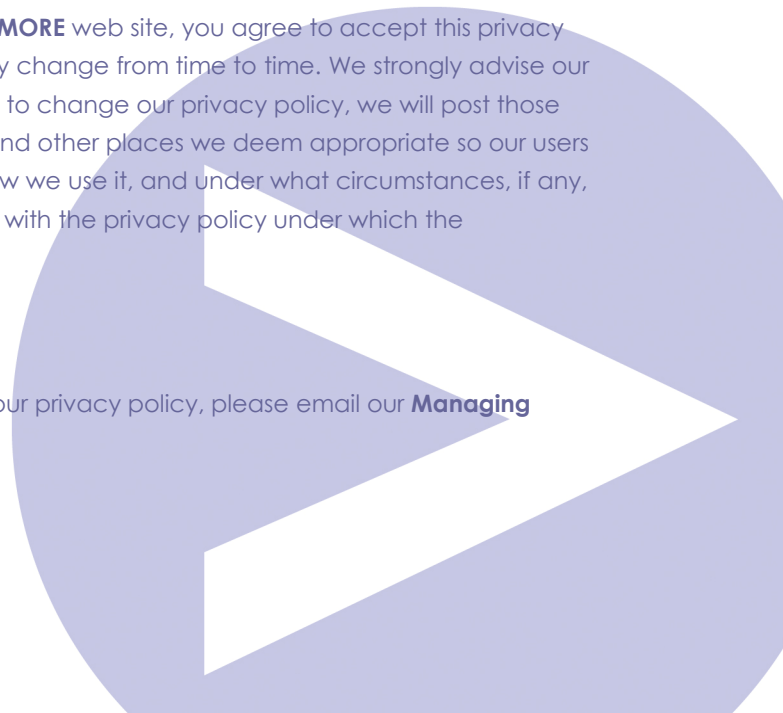 MORE web site, you agree to accept this privacy
y change from time to time. We strongly advise our
to change our privacy policy, we will post those
nd other places we deem appropriate so our users
w we use it, and under what circumstances, if any,
with the privacy policy under which the
our privacy policy, please email our Managing